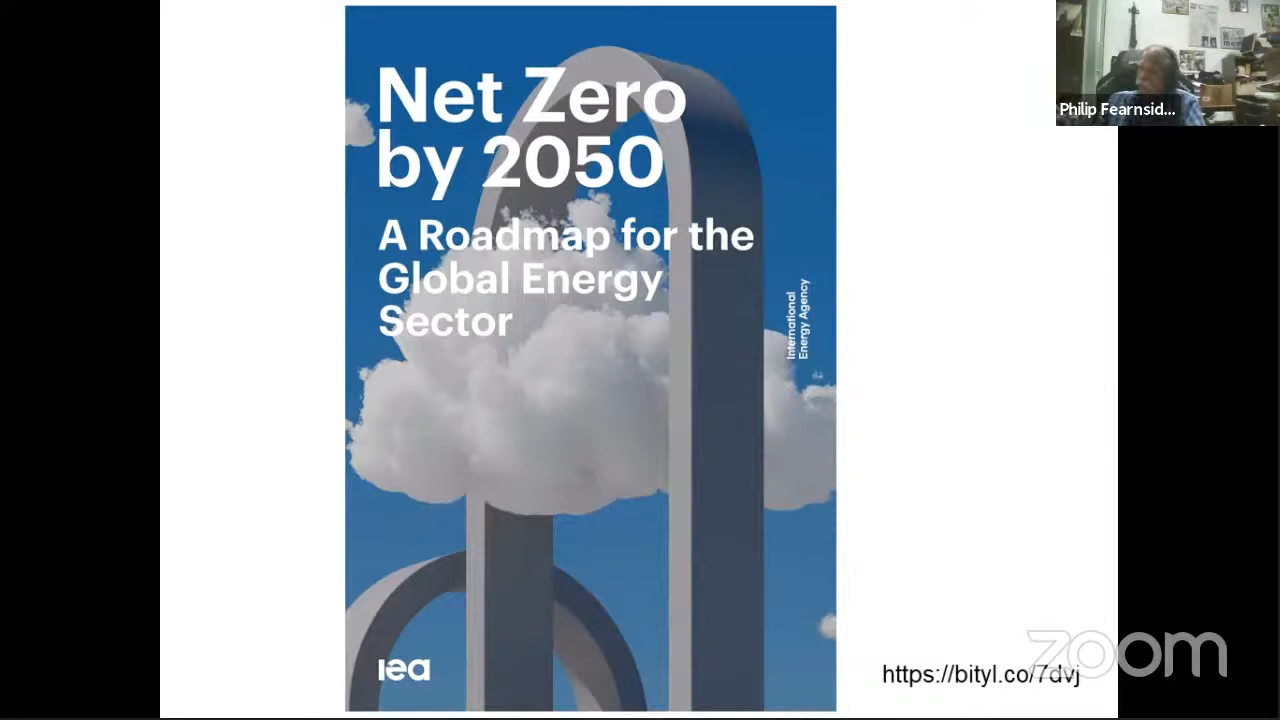 Net Zero
by 2050
A Roadmap for the
Global Energy
Sector
International
Energy Agency
iea
Philip Fearnsid...
https://bityl.co/7dvj
zoom